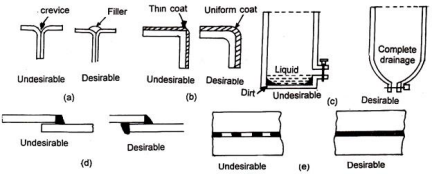 crevice
Filler
Undesirable
Desirable
(a)
Thin coat
Uniform coat
Undesirable
Desirable
(b)
Liquid
Dirt
Undesirable
Complete
drainage
Desirable
(c)
Undesirable
Desirable
(d)
Undesirable
Desirable
(e)